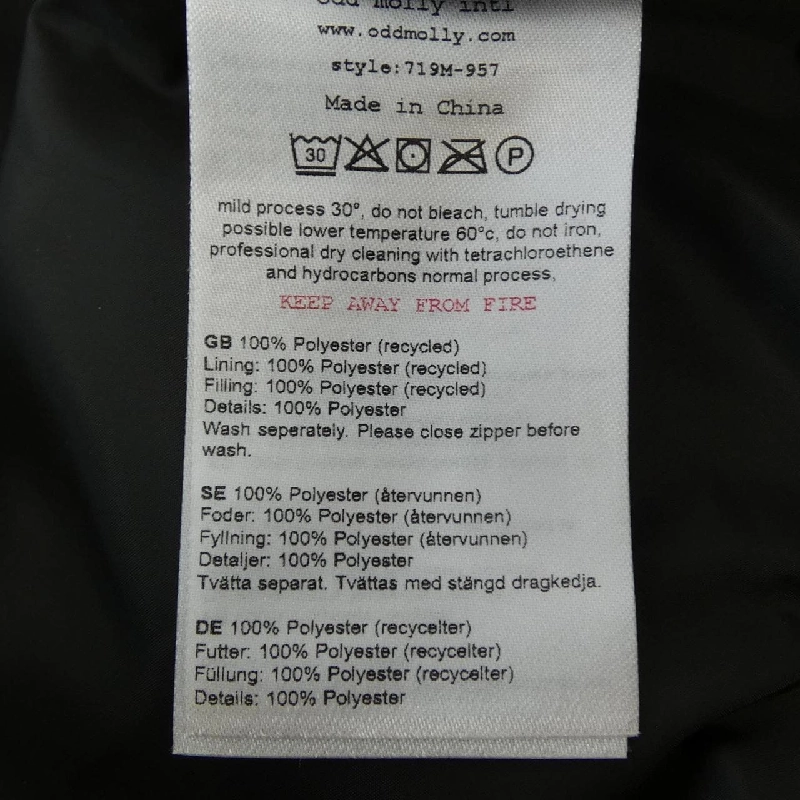 odd molly intl
www.oddmolly.com
style:719M-957
Made in China
30 P
mild process 30°, do not bleach, tumble drying
possible lower temperature 60°c, do not iron,
professional dry cleaning with tetrachloroethene
and hydrocarbons normal process,
KEEP AWAY FROM FIRE
GB 100% Polyester (recycled)
Lining: 100% Polyester (recycled)
Filling: 100% Polyester (recycled)
Details: 100% Polyester
Wash seperately. Please close zipper before
wash.
SE 100% Polyester (återvunnen)
Foder: 100% Polyester (återvunnen)
Fyllning: 100% Polyester (återvunnen)
Detaljer: 100% Polyester
Tvätta separat. Tvättas med stängd dragkedja.
DE 100% Polyester (recycelter)
Futter: 100% Polyester (recycelter)
Füllung: 100% Polyester (recycelter)
Details: 100% Polyester